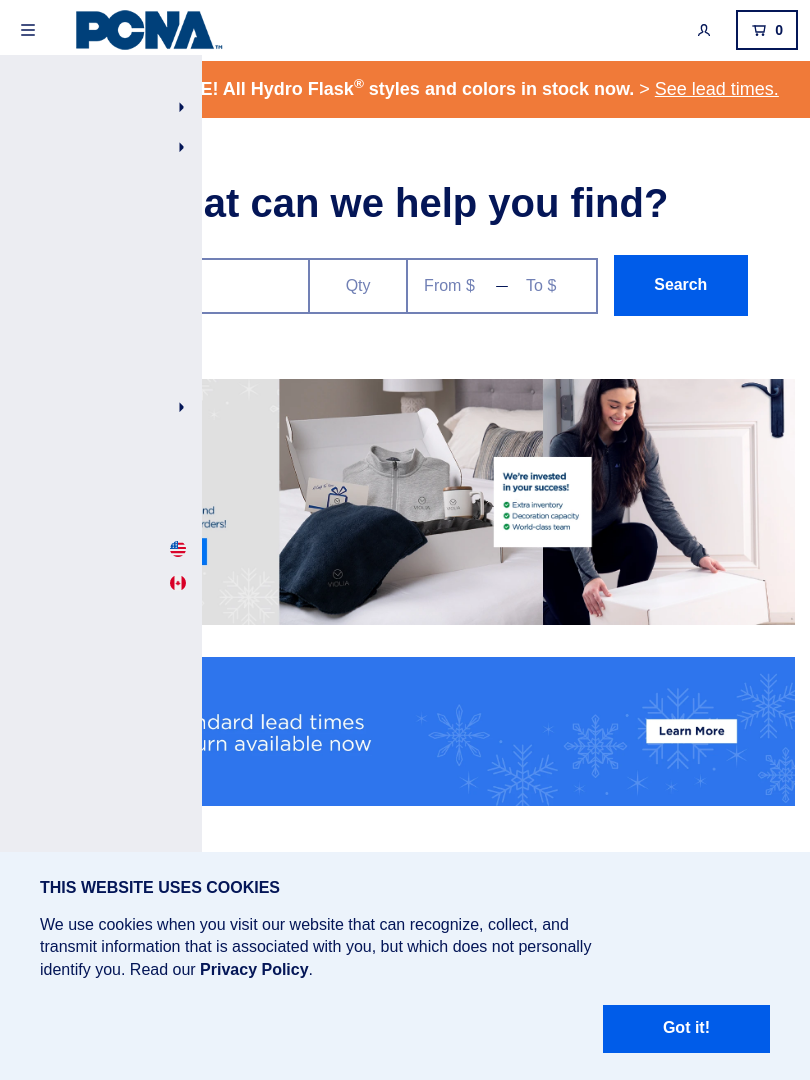 PCNA™
0
E! All Hydro Flask® styles and colors in stock now. > See lead times.
at can we help you find?
Qty
From $ — To $
Search
nd
rders!
We're invested
in your success!
Extra inventory
Decoration capacity
World-class team
VIOLIA
VIOLIA
VIOLIA
ndard lead times
urn available now
Learn More
THIS WEBSITE USES COOKIES
We use cookies when you visit our website that can recognize, collect, and
transmit information that is associated with you, but which does not personally
identify you. Read our Privacy Policy.
Got it!